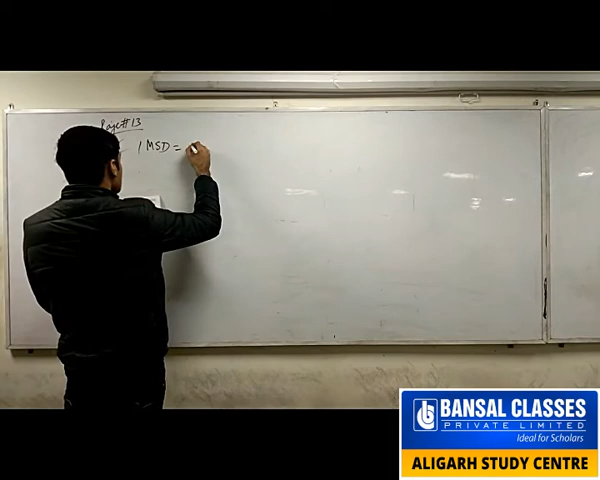 Page# 13
1 MSD =
BANSAL CLASSES
PRIVATE LIMITED
Ideal for Scholars
ALIGARH STUDY CENTRE